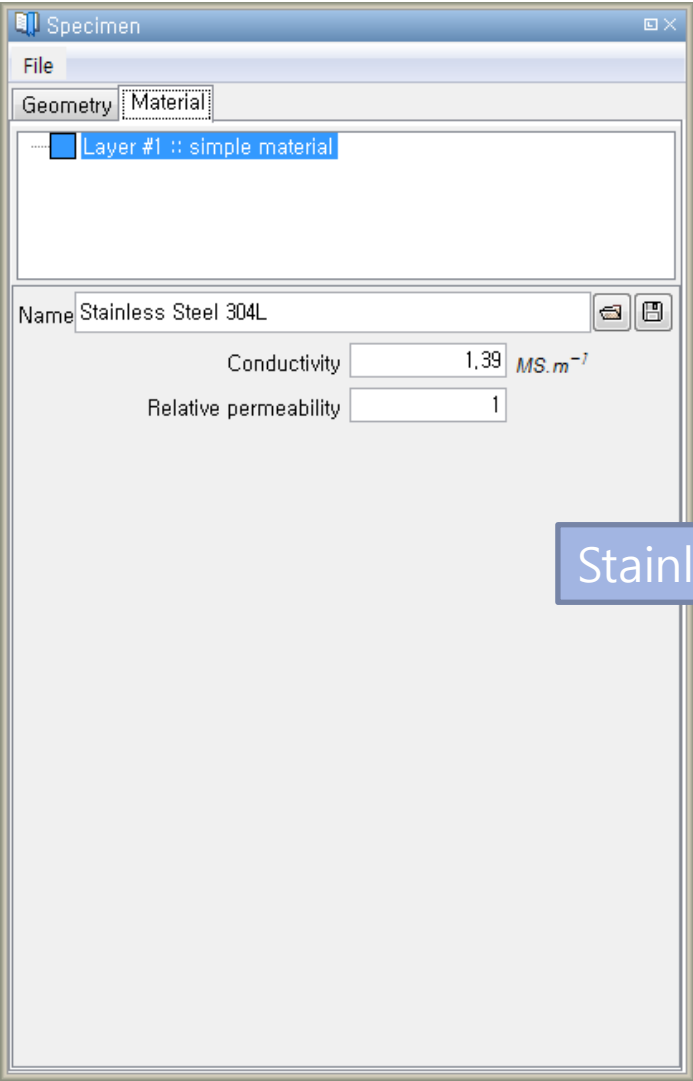 Specimen
File
Geometry Material
Layer #1 :: simple material
Name Stainless Steel 304L
Conductivity 1,39 MS.m⁻¹
Relative permeability 1
Stainl